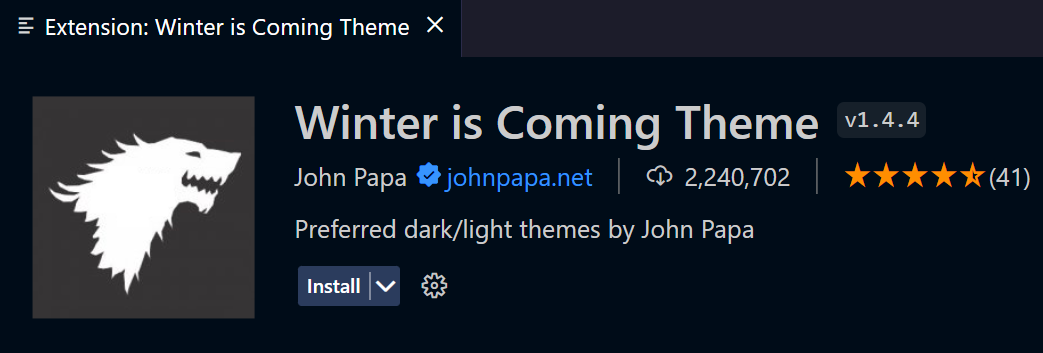 Extension: Winter is Coming Theme
Winter is Coming Theme v1.4.4
John Papa johnpapa.net 2,240,702 (41)
Preferred dark/light themes by John Papa
Install